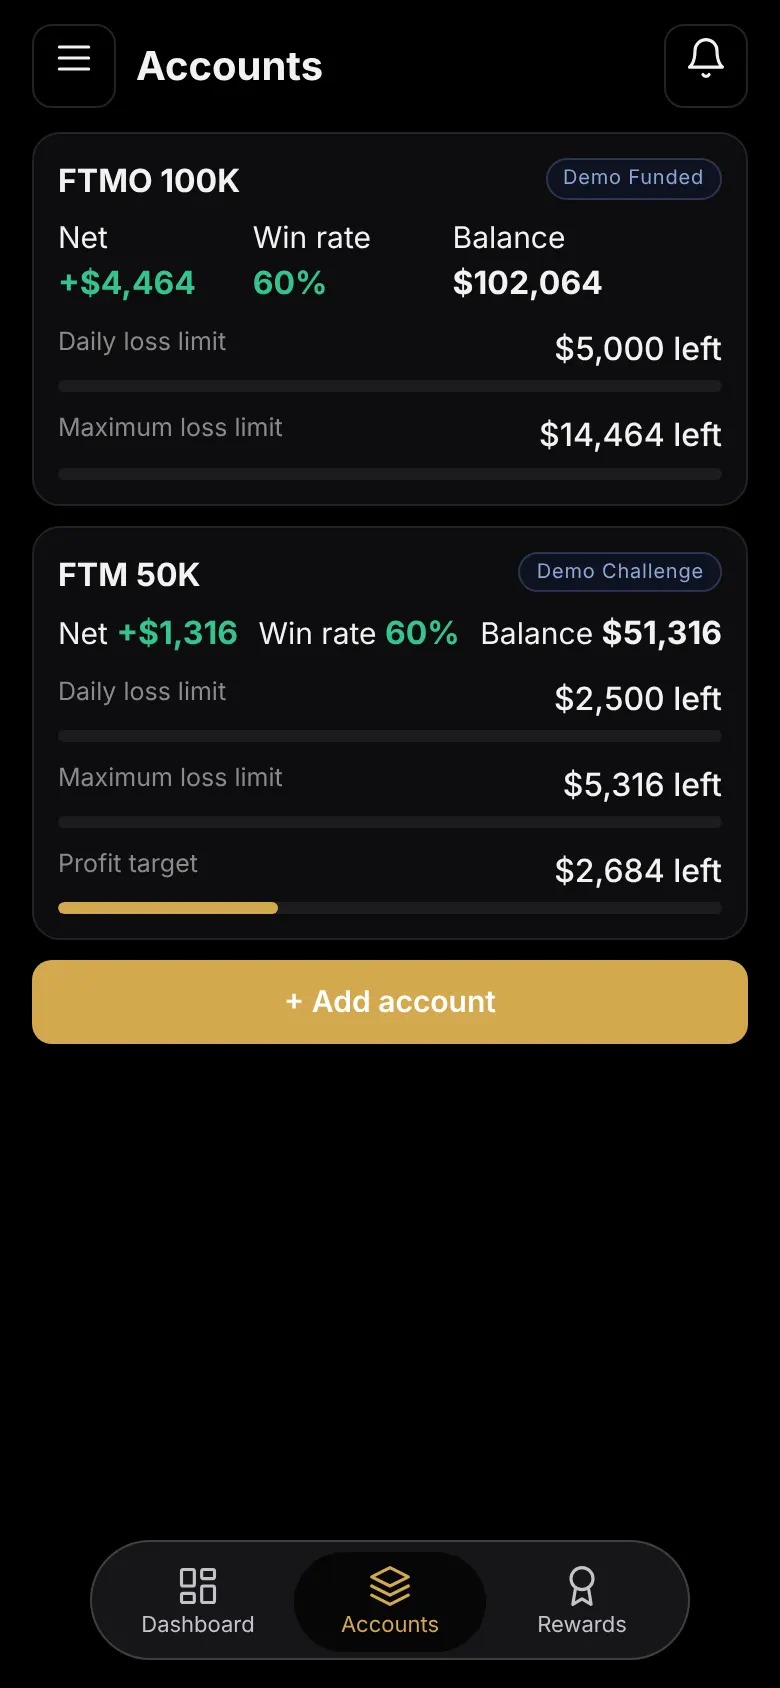 Accounts
FTMO 100K
Demo Funded
Net Win rate Balance
+$4,464 60% $102,064
Daily loss limit $5,000 left
Maximum loss limit $14,464 left
FTM 50K
Demo Challenge
Net +$1,316 Win rate 60% Balance $51,316
Daily loss limit $2,500 left
Maximum loss limit $5,316 left
Profit target $2,684 left
+ Add account
Dashboard Accounts Rewards